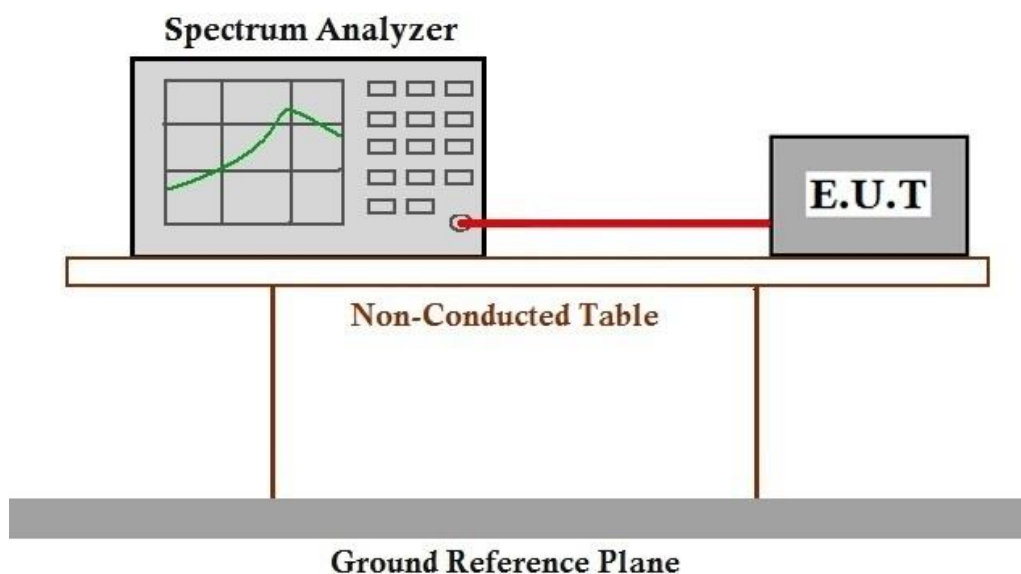 Spectrum Analyzer
E.U.T
Non-Conducted Table
Ground Reference Plane